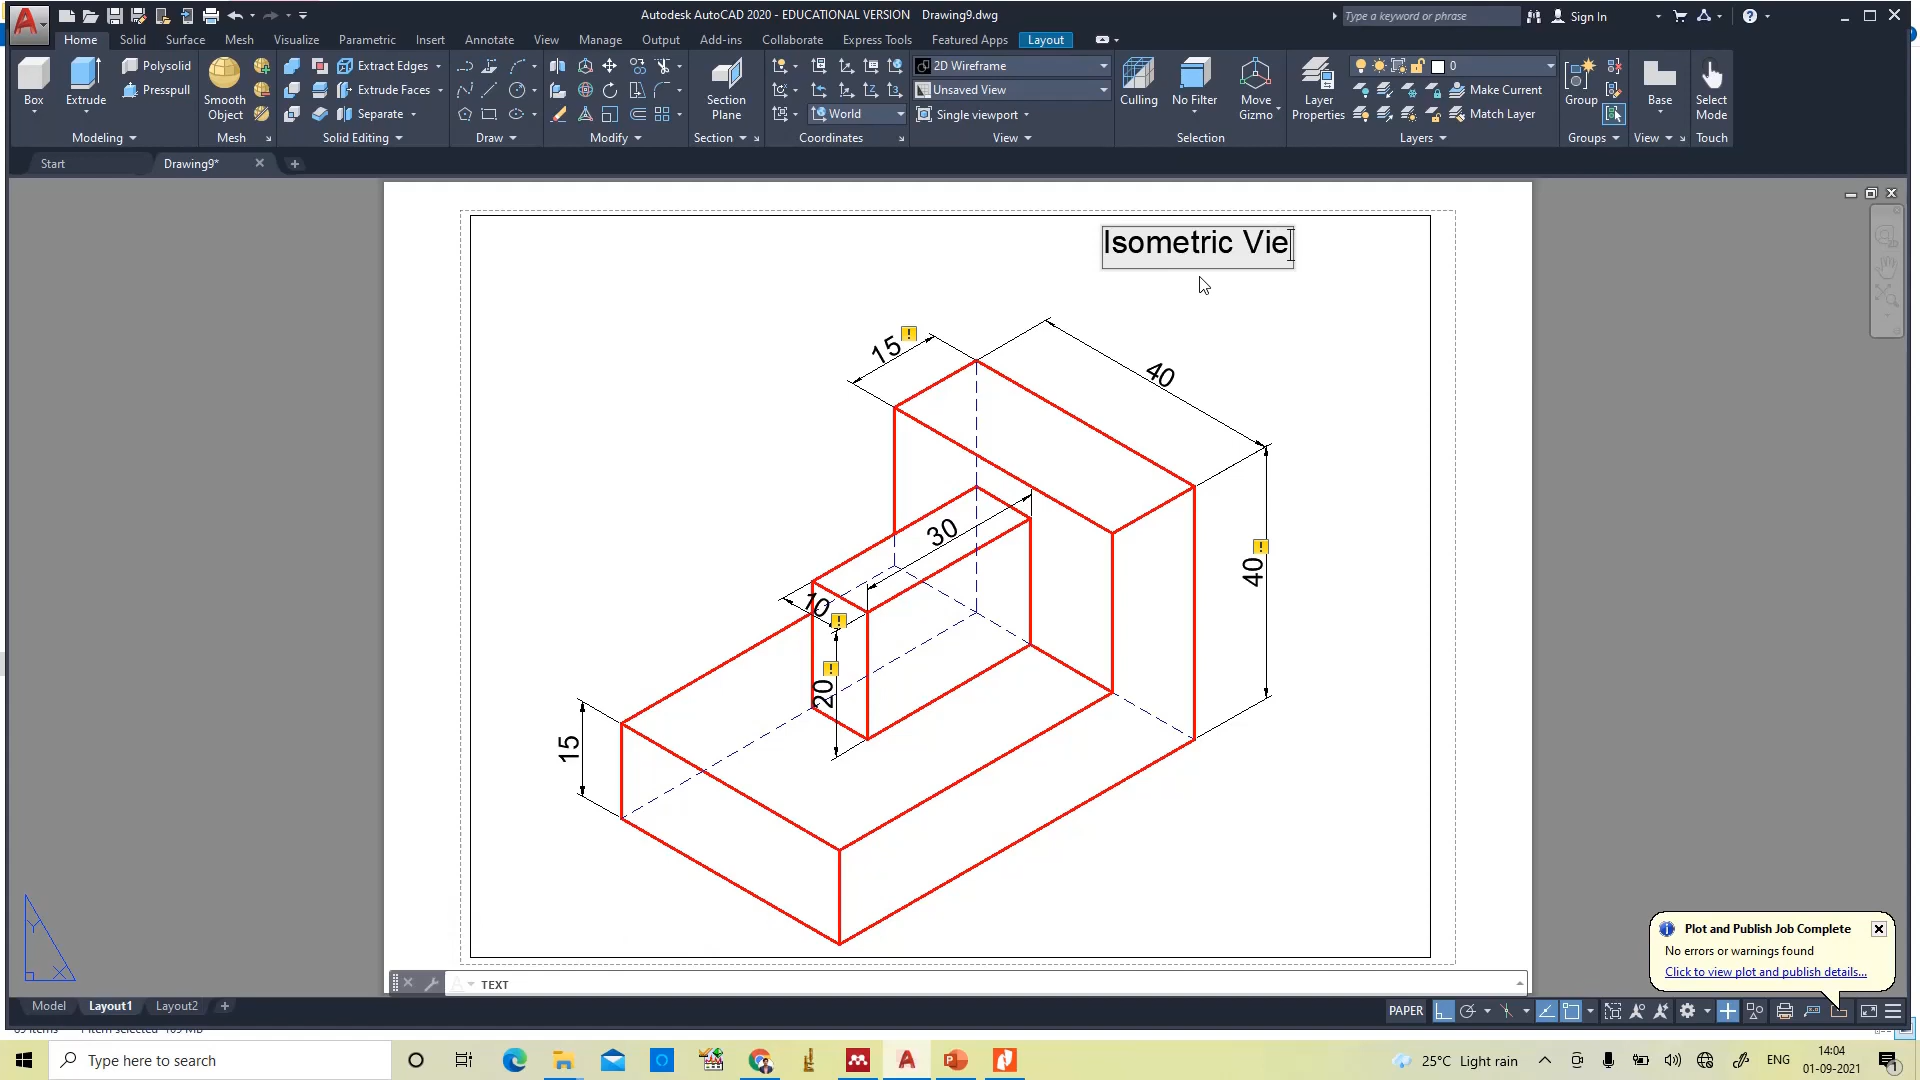 Autodesk AutoCAD 2020 - EDUCATIONAL VERSION Drawing9.dwg
Type a keyword or phrase
Sign In
Home Solid Surface Mesh Visualize Parametric Insert Annotate View Manage Output Add-ins Collaborate Express Tools Featured Apps Layout
Box
Extrude
Polysolid
Presspull
Modeling
Smooth Object
Mesh
Extract Edges
Extrude Faces
Separate
Solid Editing
Draw
Modify
Section Plane
Section
World
Coordinates
2D Wireframe
Unsaved View
Single viewport
View
Culling
No Filter
Move Gizmo
Selection
Layer Properties
0
Make Current
Match Layer
Layers
Group
Groups
Base
View
Select Mode
Touch
Start
Drawing9*
Isometric Vie
15
40
30
40
10
20
15
Y
X
TEXT
Plot and Publish Job Complete
No errors or warnings found
Click to view plot and publish details...
Model Layout1 Layout2
PAPER
Type here to search
25°C Light rain
ENG
14:04
01-09-2021
1